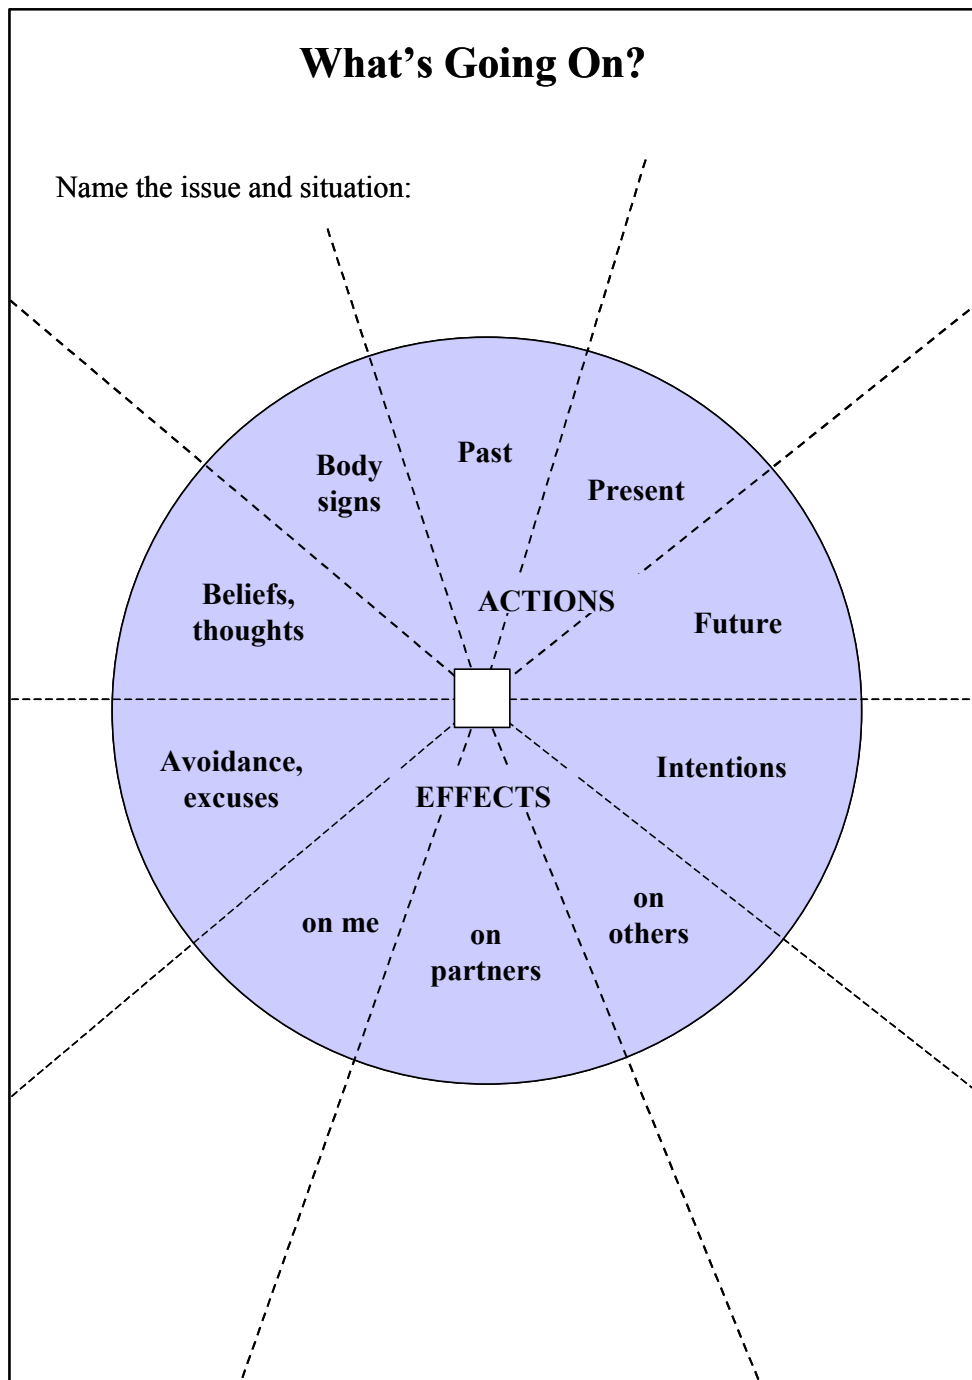 What's Going On?
Name the issue and situation:
Past
Body
signs
Present
Beliefs,
thoughts
ACTIONS
Future
Avoidance,
excuses
Intentions
EFFECTS
on me
on
partners
on
others